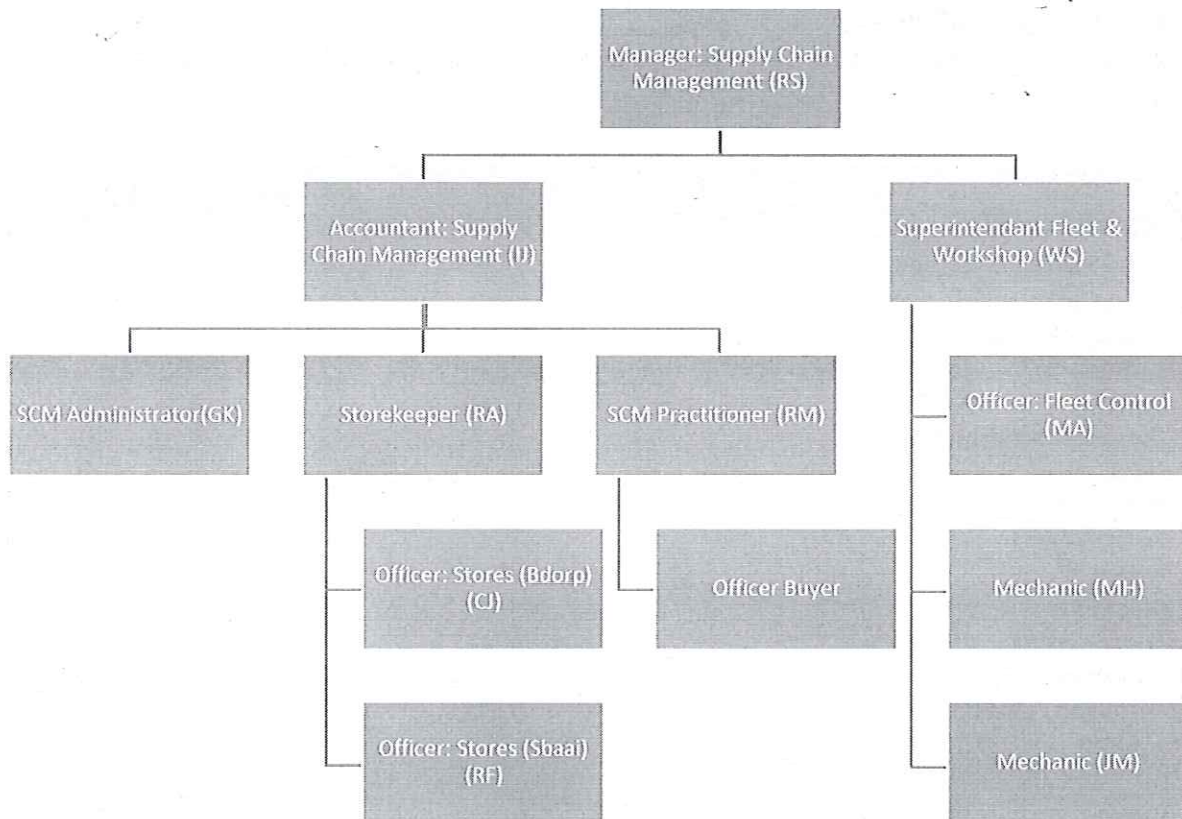 Manager: Supply Chain
Management (RS)
Accountant: Supply
Chain Management (IJ)
Superintendant Fleet &
Workshop (WS)
SCM Administrator(GK)
Storekeeper (RA)
SCM Practitioner (RM)
Officer: Fleet Control
(MA)
Officer: Stores (Bdorp)
(CJ)
Officer Buyer
Mechanic (MH)
Officer: Stores (Sbaai)
(RF)
Mechanic (JM)